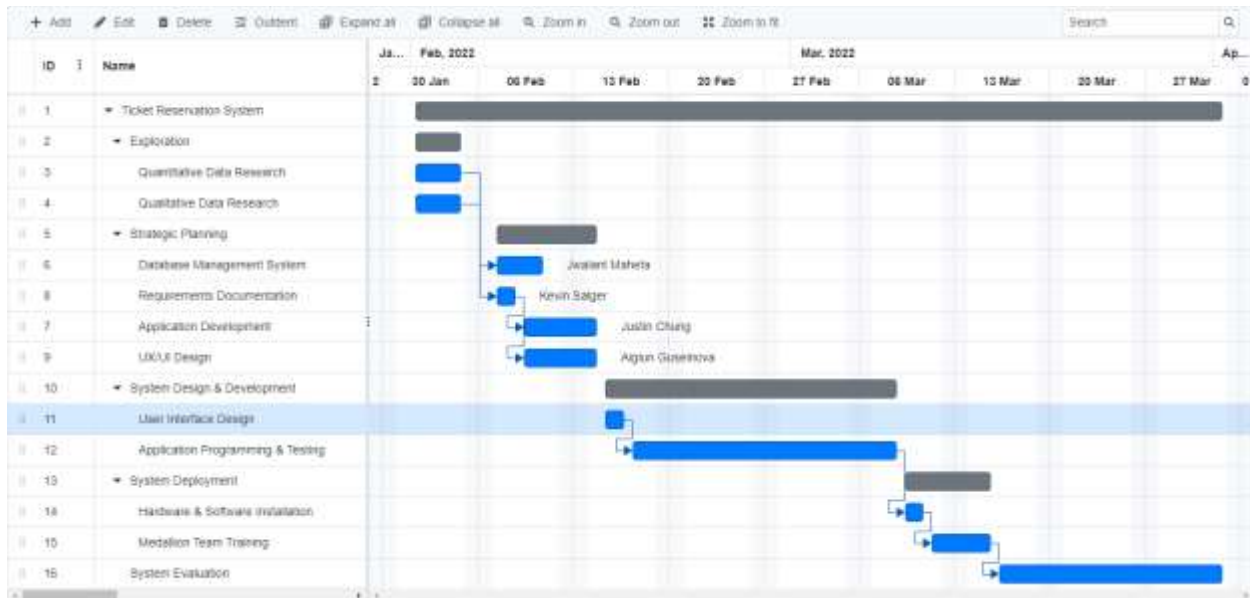 + Add Edit Delete Outdent Expand all Collapse all Zoom in Zoom out Zoom to fit Search
ID Name Ja... Feb, 2022 Mar, 2022 Ap...
2 30 Jan 06 Feb 13 Feb 20 Feb 27 Feb 06 Mar 13 Mar 20 Mar 27 Mar 0
1 Ticket Reservation System
2 Exploration
3 Quantitative Data Research
4 Qualitative Data Research
5 Strategic Planning
6 Database Management System Jwalant Maheta
8 Requirements Documentation Kevin Salger
7 Application Development Justin Chung
9 UX/UI Design Aigiun Guseinova
10 System Design & Development
11 User Interface Design
12 Application Programming & Testing
13 System Deployment
14 Hardware & Software Installation
15 Medallion Team Training
16 System Evaluation